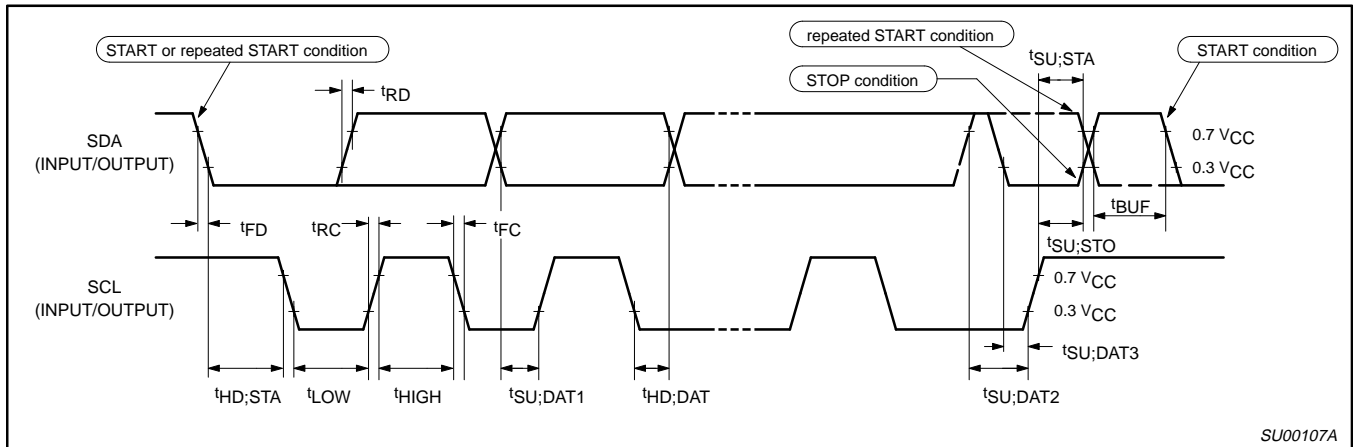 START or repeated START condition
repeated START condition
tSU;STA
START condition
STOP condition
tRD
SDA
(INPUT/OUTPUT)
0.7 VCC
0.3 VCC
tFD
tRC
tFC
tBUF
tSU;STO
SCL
(INPUT/OUTPUT)
0.7 VCC
0.3 VCC
tSU;DAT3
tHD;STA
tLOW
tHIGH
tSU;DAT1
tHD;DAT
tSU;DAT2
SU00107A